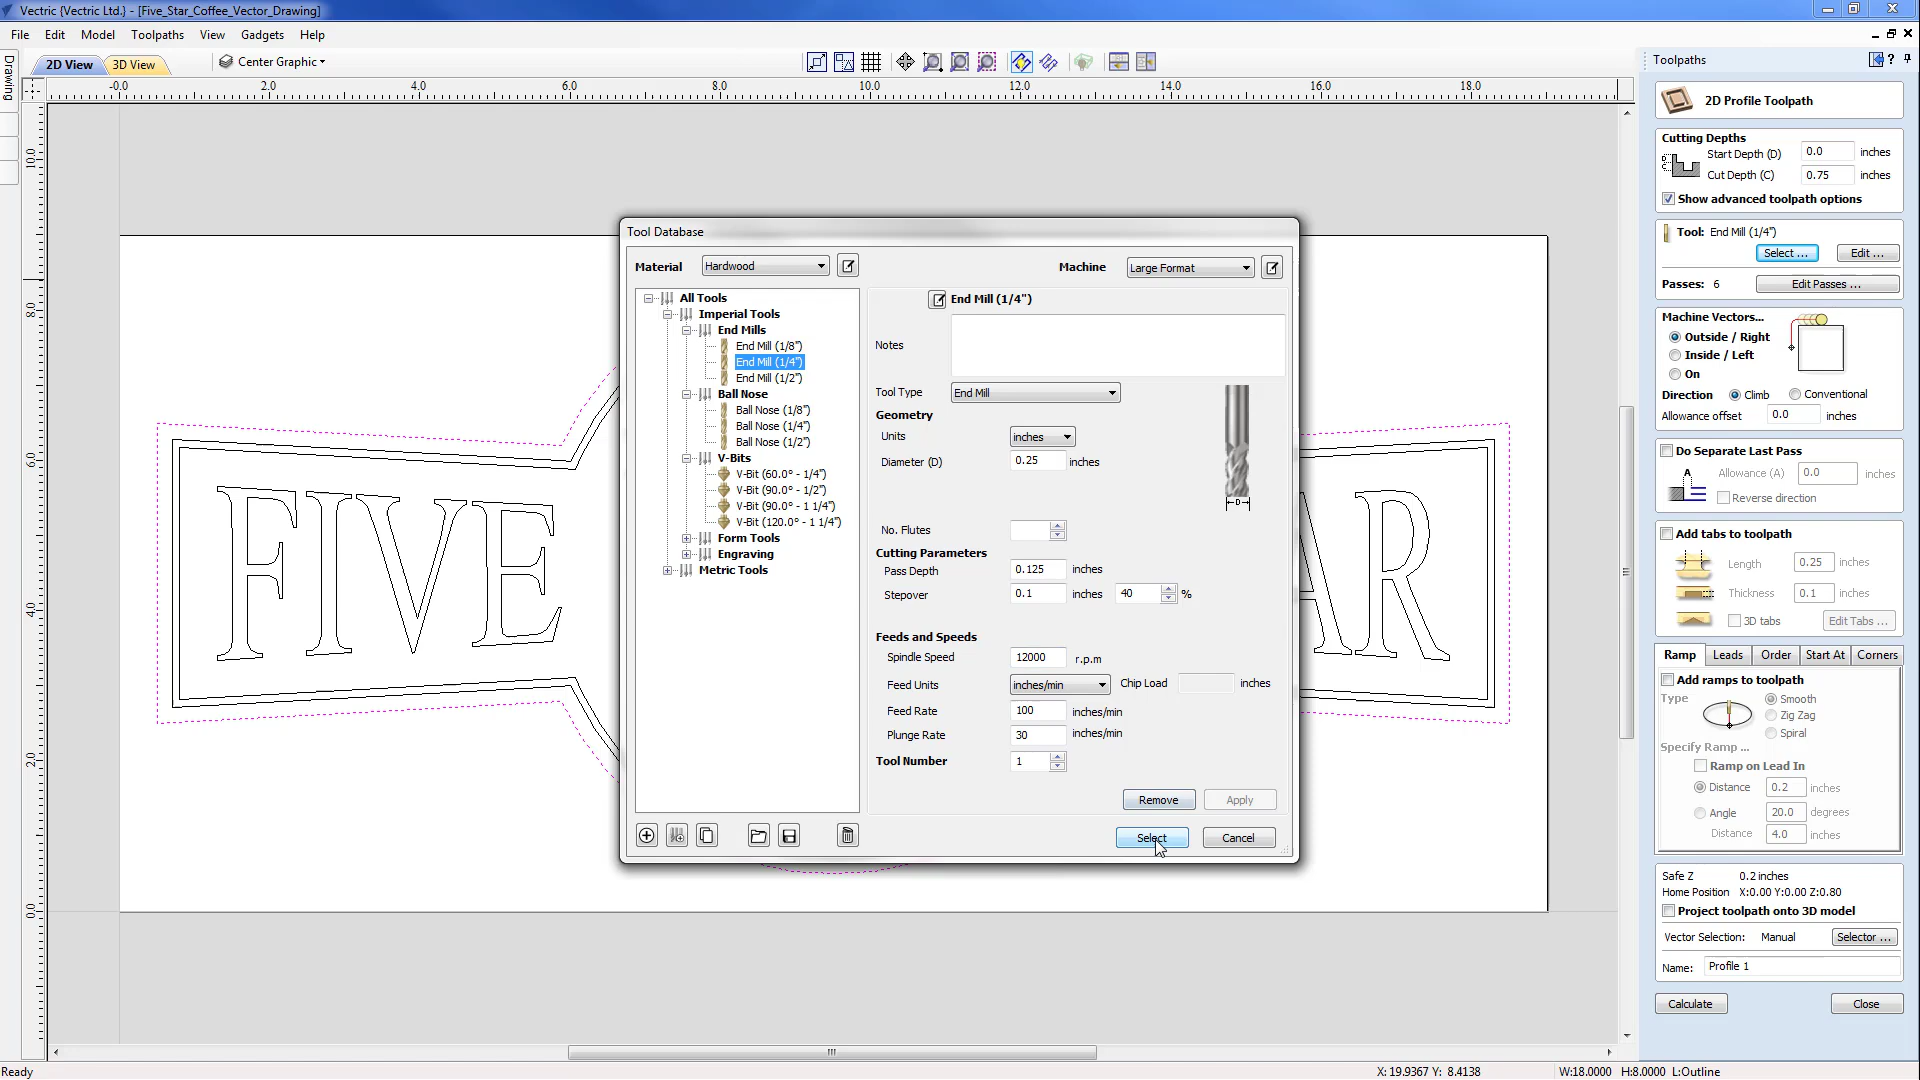 Vectric {Vectric Ltd.} - [Five_Star_Coffee_Vector_Drawing]
File Edit Model Toolpaths View Gadgets Help
2D View 3D View Center Graphic
Drawing
-0.0 2.0 4.0 6.0 8.0 10.0 12.0 14.0 16.0 18.0
10.0
8.0
6.0
4.0
2.0
0.0
FIVE
AR
Tool Database
Material Hardwood Machine Large Format
All Tools
Imperial Tools
End Mills
End Mill (1/8")
End Mill (1/4")
End Mill (1/2")
Ball Nose
Ball Nose (1/8")
Ball Nose (1/4")
Ball Nose (1/2")
V-Bits
V-Bit (60.0° - 1/4")
V-Bit (90.0° - 1/2")
V-Bit (90.0° - 1 1/4")
V-Bit (120.0° - 1 1/4")
Form Tools
Engraving
Metric Tools
End Mill (1/4")
Notes
Tool Type End Mill
Geometry
Units inches
Diameter (D) 0.25 inches
D
No. Flutes
Cutting Parameters
Pass Depth 0.125 inches
Stepover 0.1 inches 40 %
Feeds and Speeds
Spindle Speed 12000 r.p.m
Feed Units inches/min Chip Load inches
Feed Rate 100 inches/min
Plunge Rate 30 inches/min
Tool Number 1
Remove Apply
Select Cancel
Toolpaths ?
2D Profile Toolpath
Cutting Depths
Start Depth (D) 0.0 inches
Cut Depth (C) 0.75 inches
D
C
Show advanced toolpath options
Tool: End Mill (1/4")
Select ... Edit ...
Passes: 6 Edit Passes ...
Machine Vectors...
Outside / Right
Inside / Left
On
Direction Climb Conventional
Allowance offset 0.0 inches
Do Separate Last Pass
A Allowance (A) 0.0 inches
Reverse direction
Add tabs to toolpath
Length 0.25 inches
Thickness 0.1 inches
3D tabs Edit Tabs ...
Ramp Leads Order Start At Corners
Add ramps to toolpath
Type Smooth
Zig Zag
Spiral
Specify Ramp ...
Ramp on Lead In
Distance 0.2 inches
Angle 20.0 degrees
Distance 4.0 inches
Safe Z 0.2 inches
Home Position X:0.00 Y:0.00 Z:0.80
Project toolpath onto 3D model
Vector Selection: Manual Selector ...
Name: Profile 1
Calculate Close
Ready X: 19.9367 Y: 8.4138 W:18.0000 H:8.0000 L:Outline